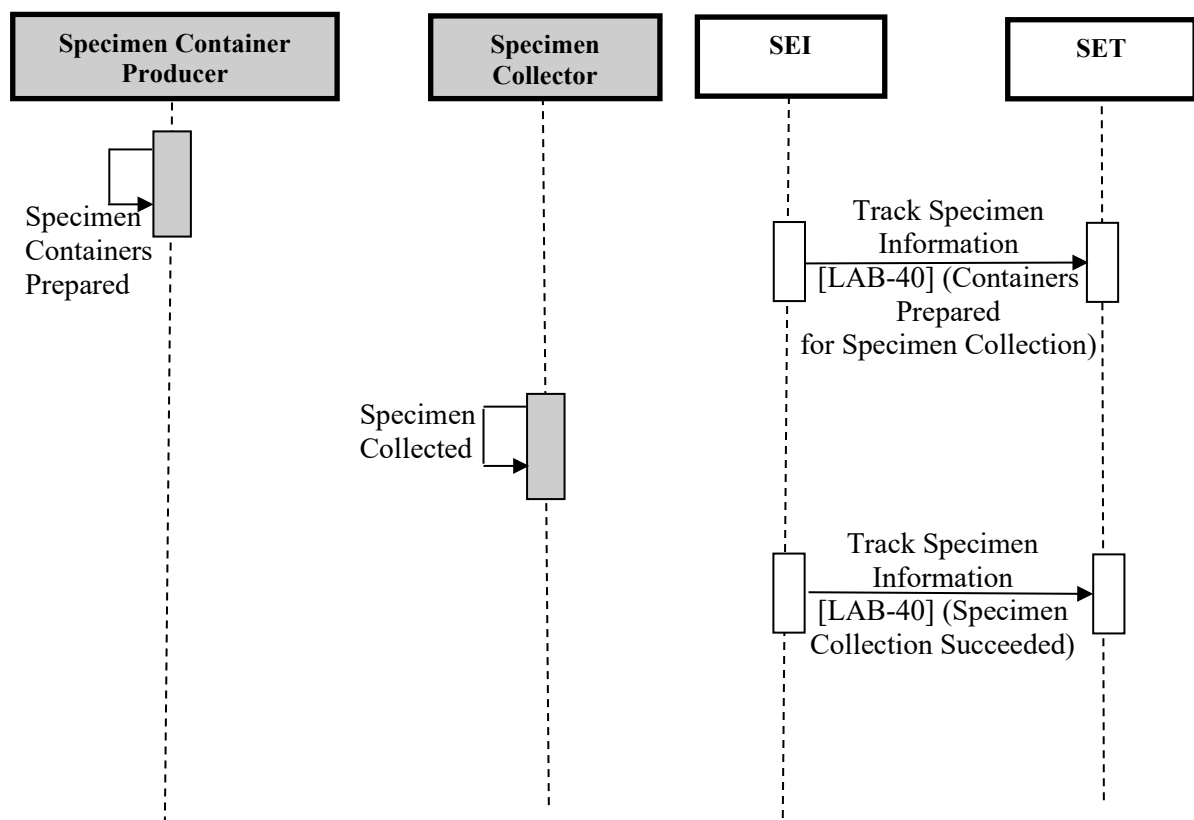 Specimen Container
Producer
Specimen
Collector
SEI
SET
Specimen
Containers
Prepared
Track Specimen
Information
[LAB-40] (Containers
Prepared
for Specimen Collection)
Specimen
Collected
Track Specimen
Information
[LAB-40] (Specimen
Collection Succeeded)